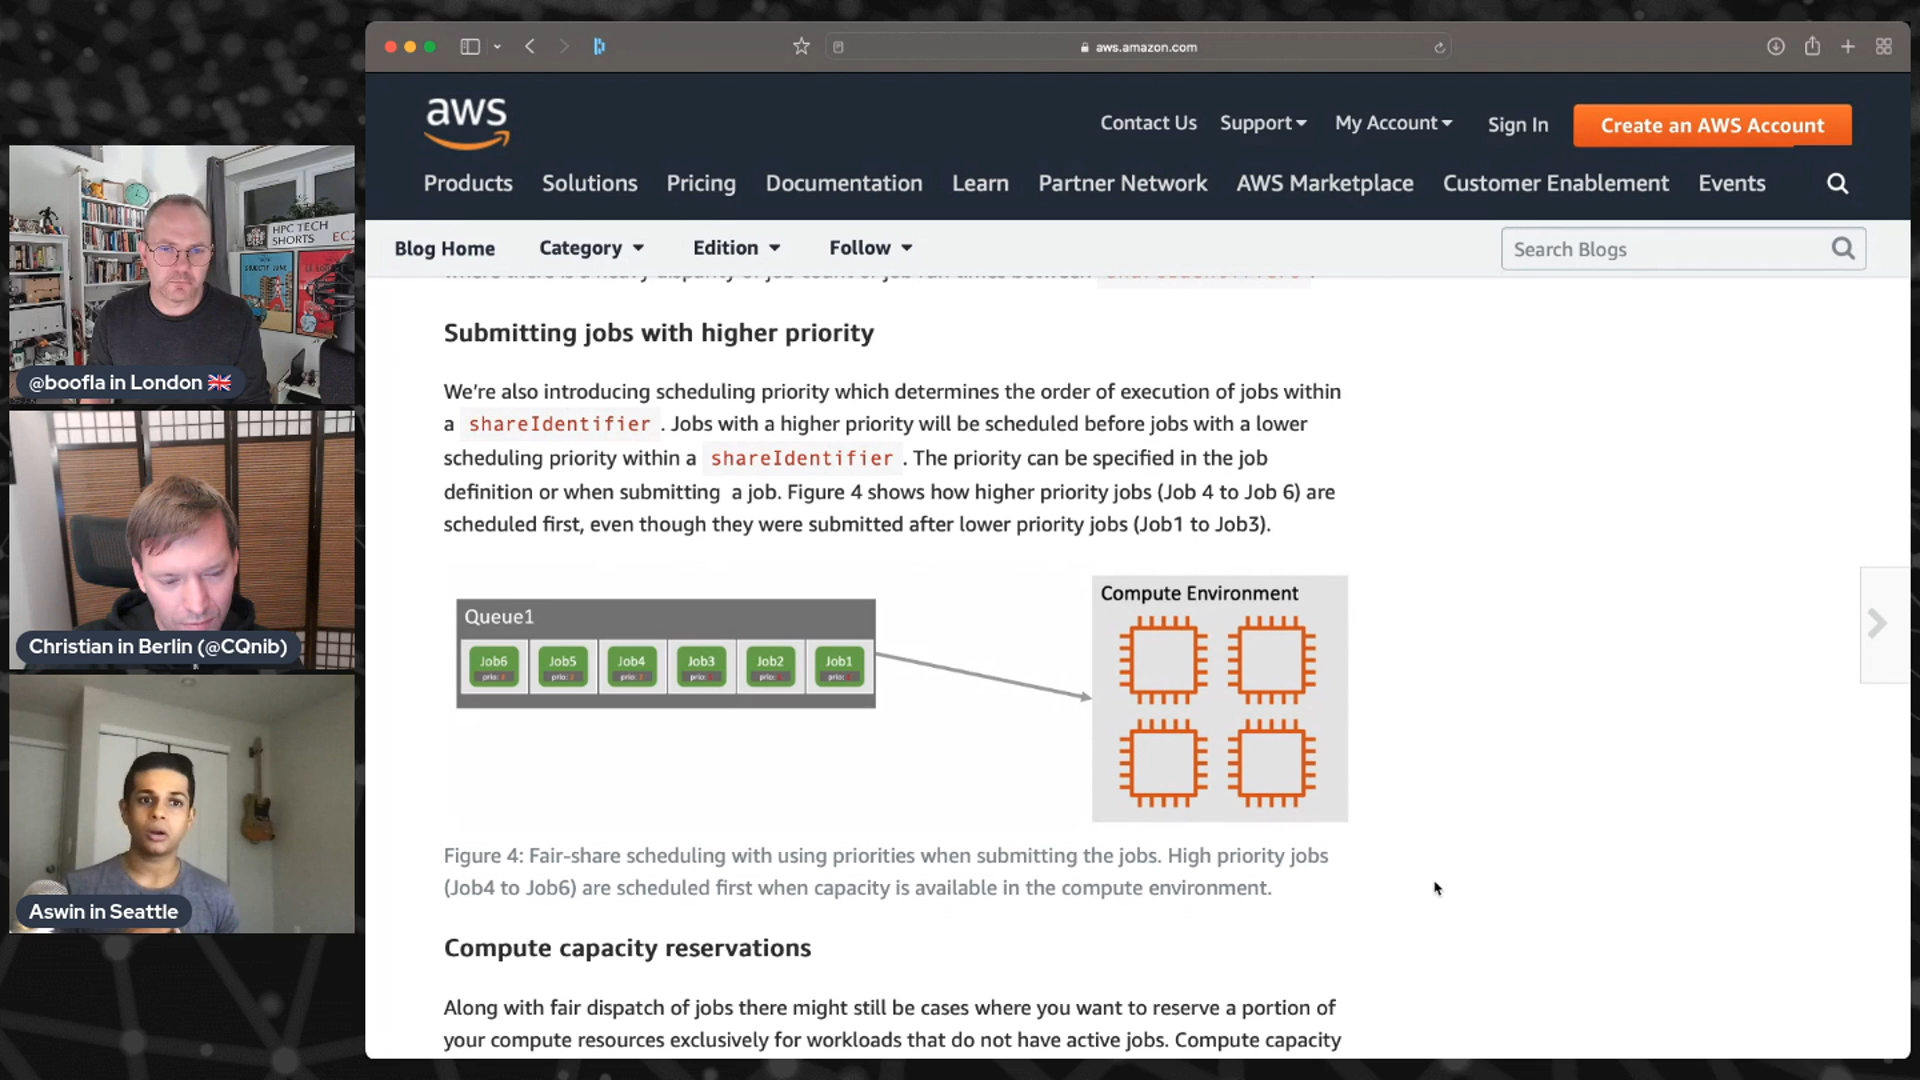 aws.amazon.com
aws
Contact Us
Support
My Account
Sign In
Create an AWS Account
Products
Solutions
Pricing
Documentation
Learn
Partner Network
AWS Marketplace
Customer Enablement
Events
Blog Home
Category
Edition
Follow
Search Blogs
HPC TECH
SHORTS
@boofla in London
Christian in Berlin (@CQnib)
Aswin in Seattle
Submitting jobs with higher priority
We're also introducing scheduling priority which determines the order of execution of jobs within
a shareIdentifier. Jobs with a higher priority will be scheduled before jobs with a lower
scheduling priority within a shareIdentifier. The priority can be specified in the job
definition or when submitting a job. Figure 4 shows how higher priority jobs (Job 4 to Job 6) are
scheduled first, even though they were submitted after lower priority jobs (Job1 to Job3).
Queue1
Job6
Job5
Job4
Job3
Job2
Job1
Compute Environment
Figure 4: Fair-share scheduling with using priorities when submitting the jobs. High priority jobs
(Job4 to Job6) are scheduled first when capacity is available in the compute environment.
Compute capacity reservations
Along with fair dispatch of jobs there might still be cases where you want to reserve a portion of
your compute resources exclusively for workloads that do not have active jobs. Compute capacity